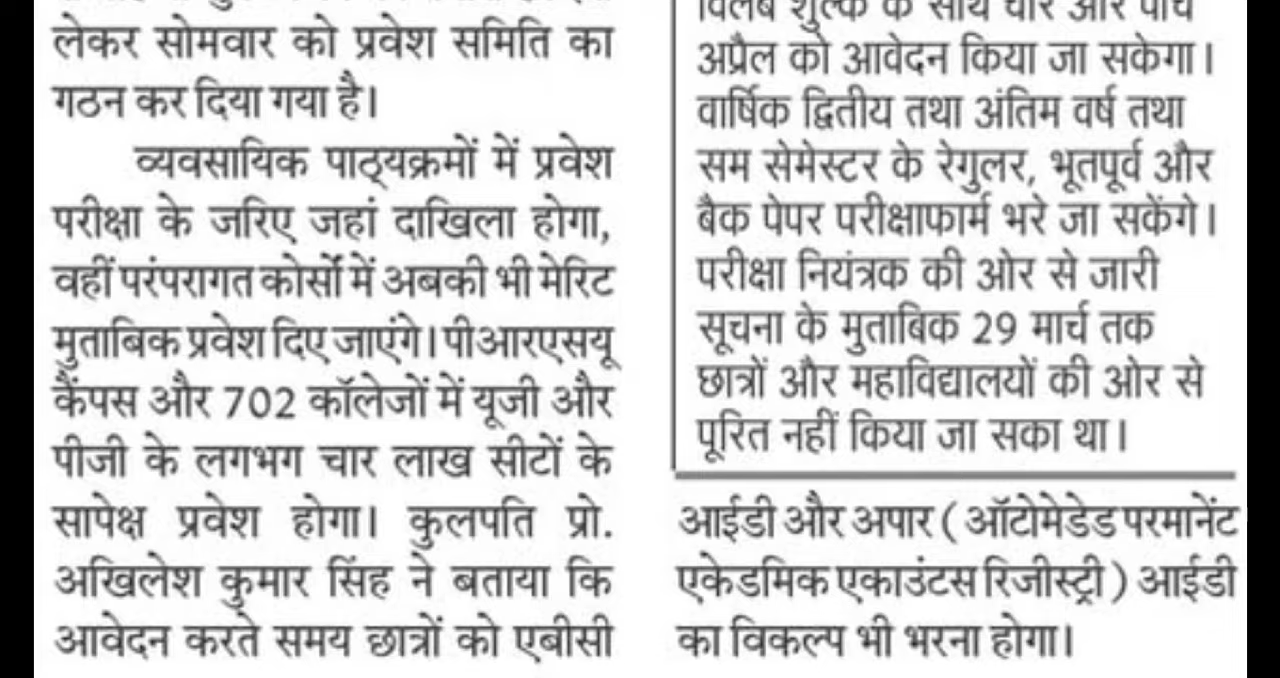 लेकर सोमवार को प्रवेश समिति का
गठन कर दिया गया है।
व्यवसायिक पाठ्यक्रमों में प्रवेश
परीक्षा के जरिए जहां दाखिला होगा,
वहीं परंपरागत कोर्सों में अबकी भी मेरिट
मुताबिक प्रवेश दिए जाएंगे। पीआरएसयू
कैंपस और 702 कॉलेजों में यूजी और
पीजी के लगभग चार लाख सीटों के
सापेक्ष प्रवेश होगा। कुलपति प्रो.
अखिलेश कुमार सिंह ने बताया कि
आवेदन करते समय छात्रों को एबीसी
विलंब शुल्क के साथ चार और पांच
अप्रैल को आवेदन किया जा सकेगा।
वार्षिक द्वितीय तथा अंतिम वर्ष तथा
सम सेमेस्टर के रेगुलर, भूतपूर्व और
बैक पेपर परीक्षाफार्म भरे जा सकेंगे।
परीक्षा नियंत्रक की ओर से जारी
सूचना के मुताबिक 29 मार्च तक
छात्रों और महाविद्यालयों की ओर से
पूरित नहीं किया जा सका था।
आईडी और अपार (ऑटोमेडेड परमानेंट
एकेडमिक एकाउंटस रिजीस्ट्री) आईडी
का विकल्प भी भरना होगा।